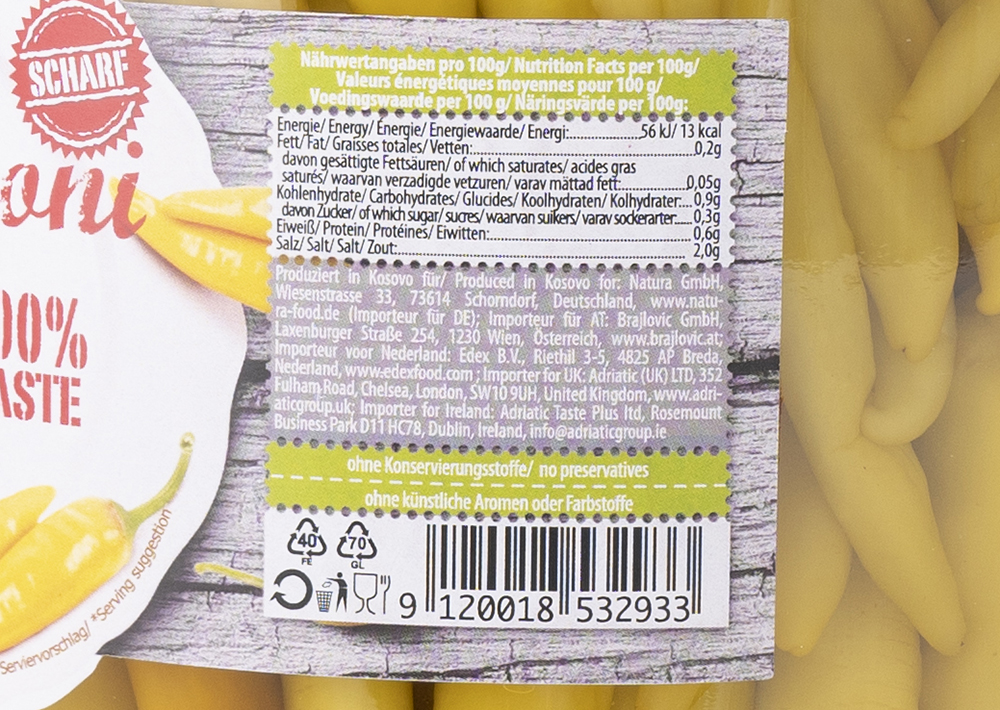 SCHARF
oni
00%
ASTE
*Serviervorschlag/ *Serving suggestion
Nährwertangaben pro 100g/ Nutrition Facts per 100g/
Valeurs énergétiques moyennes pour 100 g/
Voedingswaarde per 100 g/ Näringsvärde per 100g:
Energie/ Energy/ Énergie/ Energiewaarde/ Energi:..............56 kJ/ 13 kcal
Fett/Fat/ Graisses totales/ Vetten:..............0,2g
davon gesättigte Fettsäuren/ of which saturates/ acides gras
saturés/ waarvan verzadigde vetzuren/ varav mättad fett:..............0,05g
Kohlenhydrate/ Carbohydrates/ Glucides/ Koolhydraten/ Kolhydrater:....0,9g
davon Zucker/ of which sugar/ sucres/ waarvan suikers/ varav sockerarter:.....0,3g
Eiweiß/ Protein/ Protéines/ Eiwitten:..............0,6g
Salz/ Salt/ Salt/ Zout:..............2,0g
Produziert in Kosovo für/ Produced in Kosovo for: Natura GmbH,
Wiesenstrasse 33, 73614 Schorndorf, Deutschland, www.natu-
ra-food.de (Importeur für DE); Importeur für AT: Brajlovic GmbH,
Laxenburger Straße 254, 1230 Wien, Österreich, www.brajlovic.at;
Importeur voor Nederland: Edex B.V., Riethil 3-5, 4825 AP Breda,
Nederland, www.edexfood.com ; Importer for UK: Adriatic (UK) LTD, 352
Fulham Road, Chelsea, London, SW10 9UH, United Kingdom, www.adri-
aticgroup.uk; Importer for Ireland: Adriatic Taste Plus ltd, Rosemount
Business Park D11 HC78, Dublin, Ireland, info@adriaticgroup.ie
ohne Konservierungsstoffe/ no preservatives
ohne künstliche Aromen oder Farbstoffe
40 70
FE GL
9 120018 532933